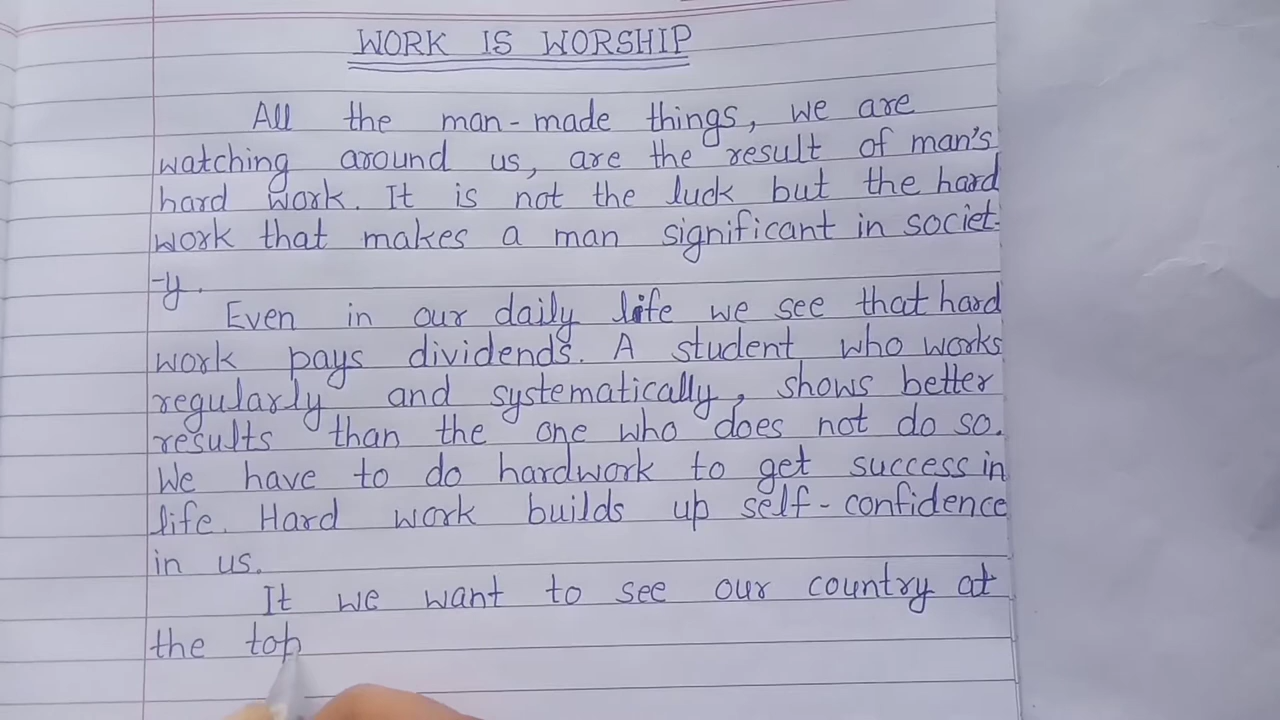 WORK IS WORSHIP
All the man-made things, we are
watching around us, are the result of man's
hard work. It is not the luck but the hard
work that makes a man significant in societ-
-y.
Even in our daily life we see that hard
work pays dividends. A student who works
regularly and systematically, shows better
results than the one who does not do so.
We have to do hardwork to get success in
life. Hard work builds up self-confidence
in us.
It we want to see our country at
the top